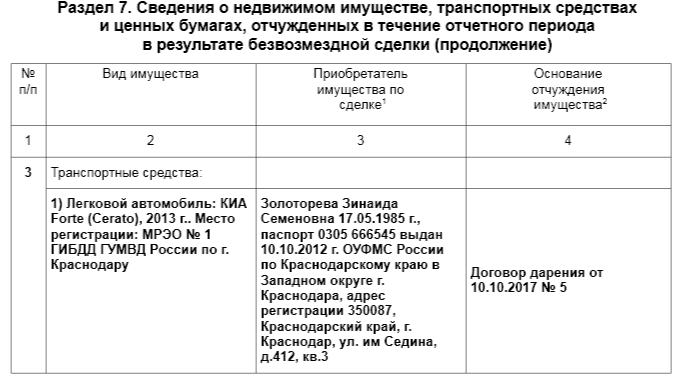 Раздел 7. Сведения о недвижимом имуществе, транспортных средствах
и ценных бумагах, отчужденных в течение отчетного периода
в результате безвозмездной сделки (продолжение)
№
п/п
Вид имущества
Приобретатель
имущества по
сделке1
Основание
отчуждения
имущества2
1
2
3
4
3
Транспортные средства:
1) Легковой автомобиль: КИА
Forte (Cerato), 2013 г.. Место
регистрации: МРЭО № 1
ГИБДД ГУМВД России по г.
Краснодару
Золоторева Зинаида
Семеновна 17.05.1985 г.,
паспорт 0305 666545 выдан
10.10.2012 г. ОУФМС России
по Краснодарскому краю в
Западном округе г.
Краснодара, адрес
регистрации 350087,
Краснодарский край, г.
Краснодар, ул. им Седина,
д.412, кв.3
Договор дарения от
10.10.2017 № 5